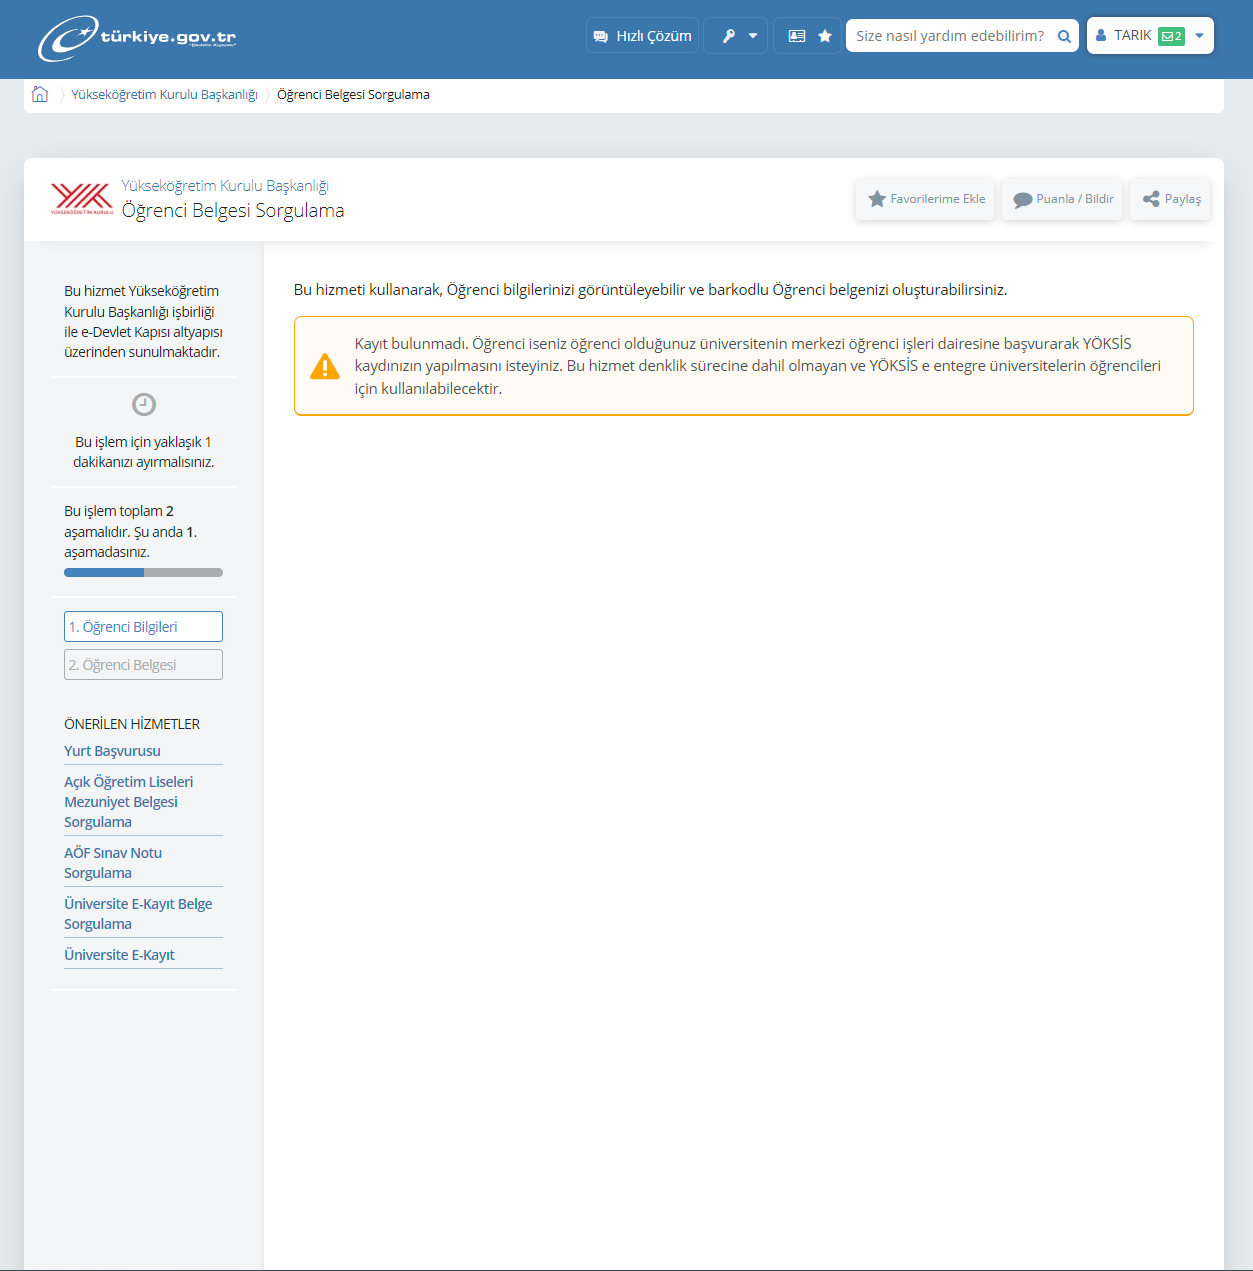 türkiye.gov.tr
Hızlı Çözüm
Size nasıl yardım edebilirim?
TARIK
2
Yükseköğretim Kurulu Başkanlığı
Öğrenci Belgesi Sorgulama
YÜKSEKÖĞRETİM KURULU
Yükseköğretim Kurulu Başkanlığı
Öğrenci Belgesi Sorgulama
Favorilerime Ekle
Puanla / Bildir
Paylaş
Bu hizmet Yükseköğretim
Kurulu Başkanlığı işbirliği
ile e-Devlet Kapısı altyapısı
üzerinden sunulmaktadır.
Bu işlem için yaklaşık 1
dakikanızı ayırmalısınız.
Bu işlem toplam 2
aşamalıdır. Şu anda 1.
aşamadasınız.
1. Öğrenci Bilgileri
2. Öğrenci Belgesi
ÖNERİLEN HİZMETLER
Yurt Başvurusu
Açık Öğretim Liseleri
Mezuniyet Belgesi
Sorgulama
AÖF Sınav Notu
Sorgulama
Üniversite E-Kayıt Belge
Sorgulama
Üniversite E-Kayıt
Bu hizmeti kullanarak, Öğrenci bilgilerinizi görüntüleyebilir ve barkodlu Öğrenci belgenizi oluşturabilirsiniz.
Kayıt bulunmadı. Öğrenci iseniz öğrenci olduğunuz üniversitenin merkezi öğrenci işleri dairesine başvurarak YÖKSİS
kaydınızın yapılmasını isteyiniz. Bu hizmet denklik sürecine dahil olmayan ve YÖKSİS e entegre üniversitelerin öğrencileri
için kullanılabilecektir.